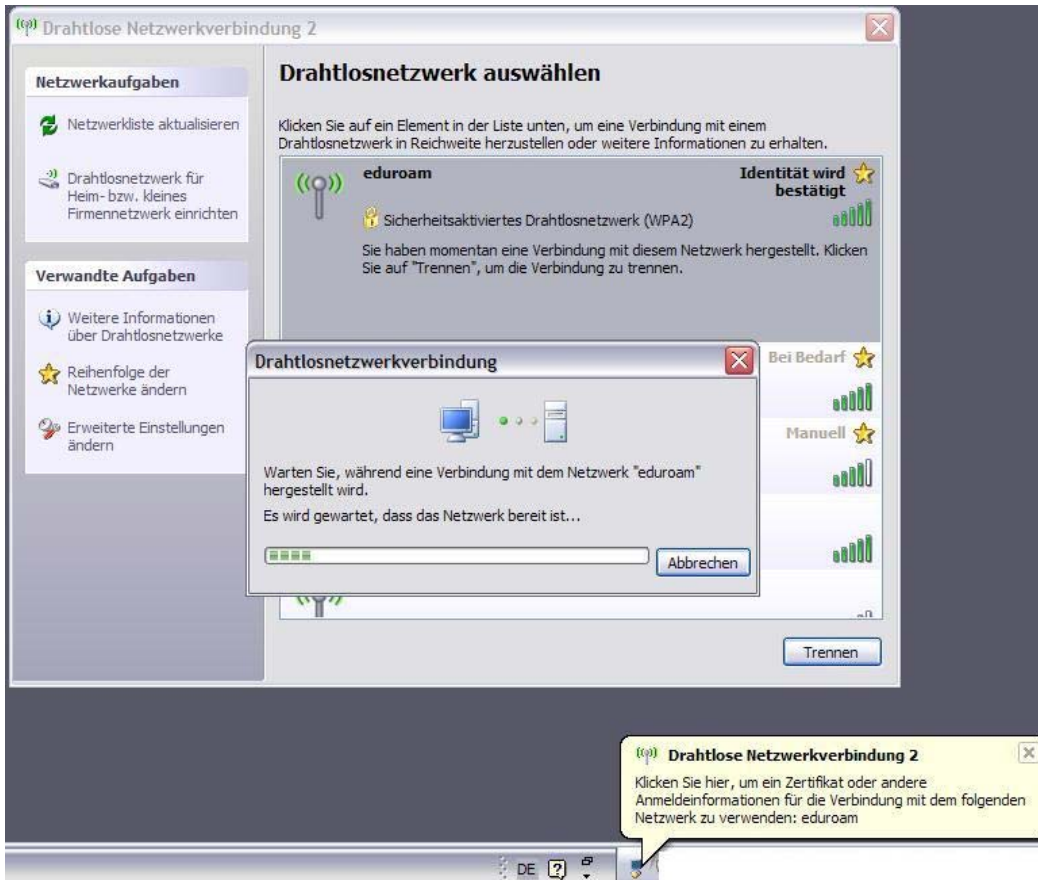 Drahtlose Netzwerkverbindung 2
Netzwerkaufgaben
Netzwerkliste aktualisieren
Drahtlosnetzwerk für
Heim- bzw. kleines
Firmennetzwerk einrichten
Verwandte Aufgaben
Weitere Informationen
über Drahtlosnetzwerke
Reihenfolge der
Netzwerke ändern
Erweiterte Einstellungen
ändern
Drahtlosnetzwerk auswählen
Klicken Sie auf ein Element in der Liste unten, um eine Verbindung mit einem
Drahtlosnetzwerk in Reichweite herzustellen oder weitere Informationen zu erhalten.
eduroam
Identität wird
bestätigt
Sicherheitsaktiviertes Drahtlosnetzwerk (WPA2)
Sie haben momentan eine Verbindung mit diesem Netzwerk hergestellt. Klicken
Sie auf "Trennen", um die Verbindung zu trennen.
Bei Bedarf
Manuell
Drahtlosnetzwerkverbindung
Warten Sie, während eine Verbindung mit dem Netzwerk "eduroam"
hergestellt wird.
Es wird gewartet, dass das Netzwerk bereit ist...
Abbrechen
Trennen
Drahtlose Netzwerkverbindung 2
Klicken Sie hier, um ein Zertifikat oder andere
Anmeldeinformationen für die Verbindung mit dem folgenden
Netzwerk zu verwenden: eduroam
DE